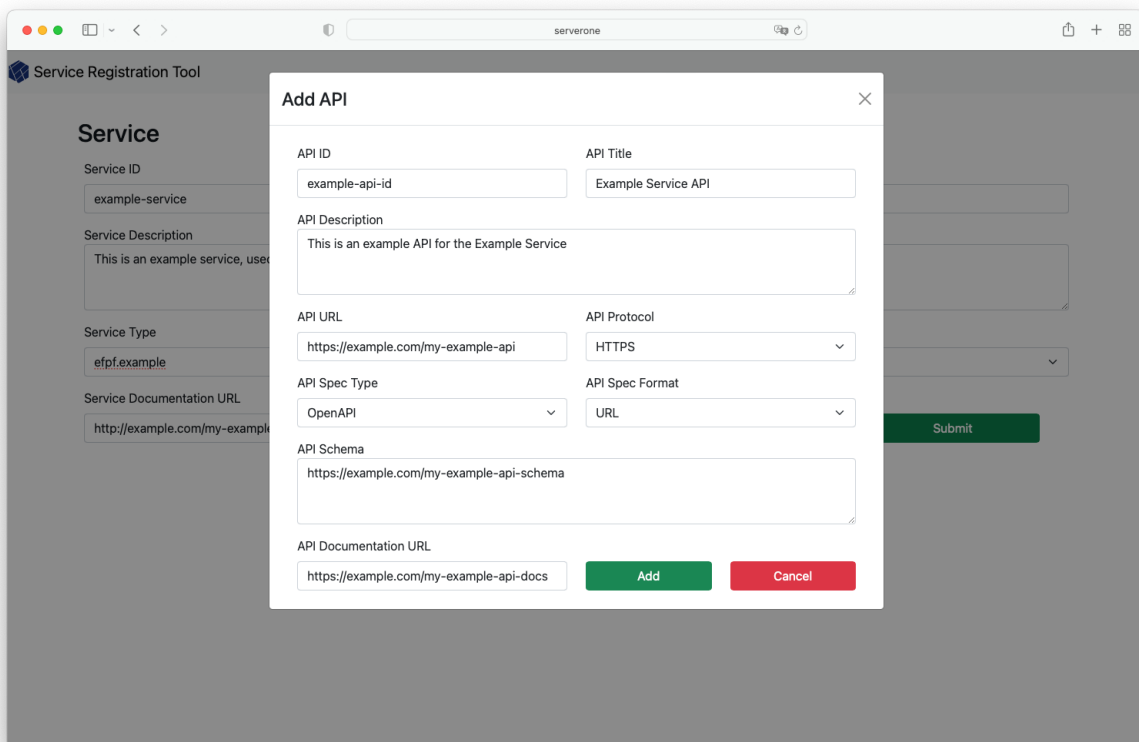 serverone
Service Registration Tool
Add API
Service
API ID
API Title
Service ID
example-api-id
Example Service API
example-service
API Description
Service Description
This is an example API for the Example Service
This is an example service, used
API URL
API Protocol
Service Type
https://example.com/my-example-api
HTTPS
efpf.example
API Spec Type
API Spec Format
Service Documentation URL
OpenAPI
URL
http://example.com/my-example
Submit
API Schema
https://example.com/my-example-api-schema
API Documentation URL
https://example.com/my-example-api-docs
Add
Cancel